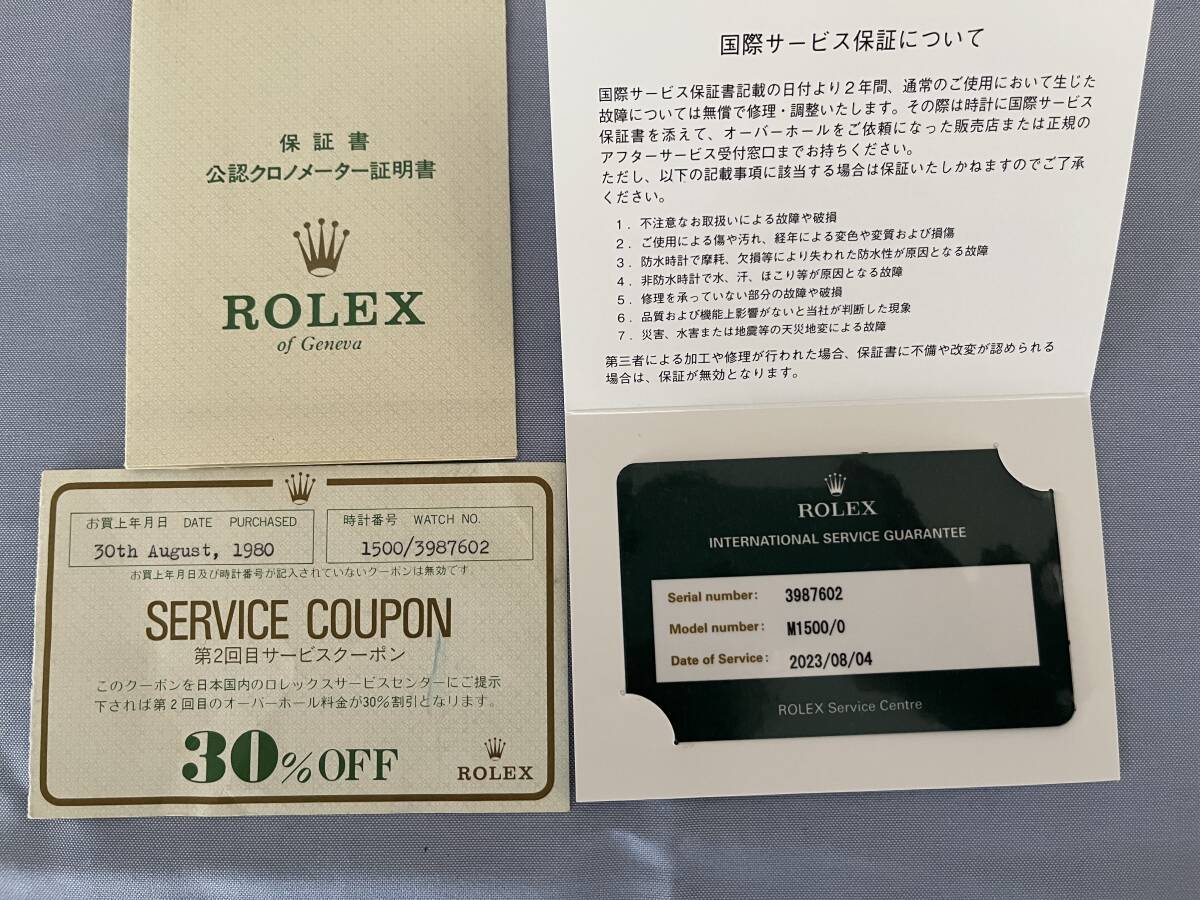 保証書
公認クロノメーター証明書
ROLEX
of Geneva
お買上年月日 DATE PURCHASED
30th August, 1980
時計番号 WATCH NO.
1500/3987602
お買上年月日及び時計番号が記入されていないクーポンは無効です.
SERVICE COUPON
第2回目サービスクーポン
このクーポンを日本国内のロレックスサービスセンターにご提示
下されば第2回目のオーバーホール料金が30%割引となります。
30%OFF
ROLEX
国際サービス保証について
国際サービス保証書記載の日付より2年間、通常のご使用において生じた
故障については無償で修理・調整いたします。その際は時計に国際サービス
保証書を添えて、オーバーホールをご依頼になった販売店または正規の
アフターサービス受付窓口までお持ちください。
ただし、以下の記載事項に該当する場合は保証いたしかねますのでご了承
ください。
1. 不注意なお取扱いによる故障や破損
2. ご使用による傷や汚れ、経年による変色や変質および損傷
3. 防水時計で摩耗、欠損等により失われた防水性が原因となる故障
4. 非防水時計で水、汗、ほこり等が原因となる故障
5. 修理を承っていない部分の故障や破損
6. 品質および機能上影響がないと当社が判断した現象
7. 災害、水害または地震等の天災地変による故障
第三者による加工や修理が行われた場合、保証書に不備や改変が認められる
場合は、保証が無効となります。
ROLEX
INTERNATIONAL SERVICE GUARANTEE
Serial number: 3987602
Model number: M1500/0
Date of Service: 2023/08/04
ROLEX Service Centre